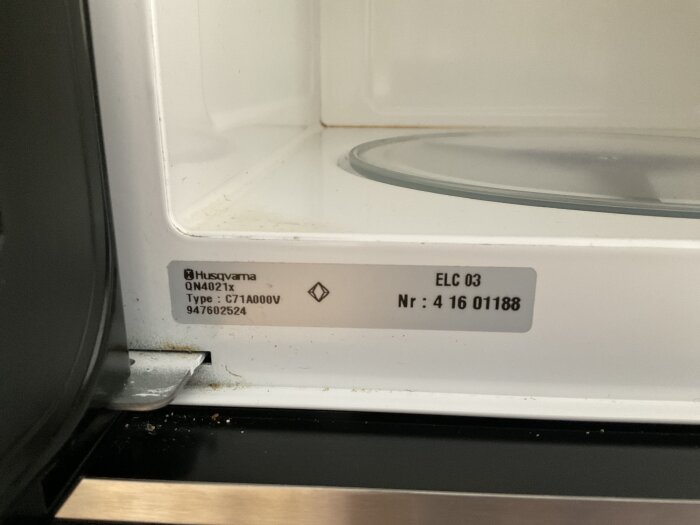 Husqvarna
QN4021x
Type : C71A000V
947602524
ELC 03
Nr : 4 16 01188